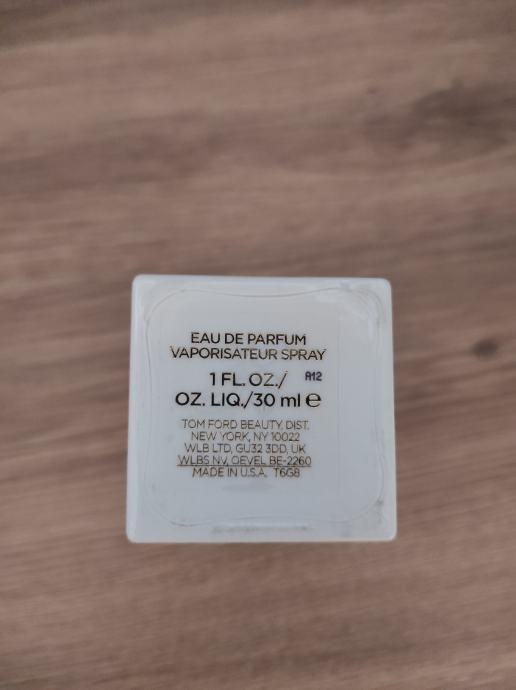 EAU DE PARFUM
VAPORISATEUR SPRAY
1 FL. OZ./
A12
OZ. LIQ./30 ml e
TOM FORD BEAUTY, DIST.
NEW YORK, NY 10022
WLB LTD, GU32 3DD, UK
WLBS NV, OEVEL BE-2260
MADE IN U.S.A. T6G8